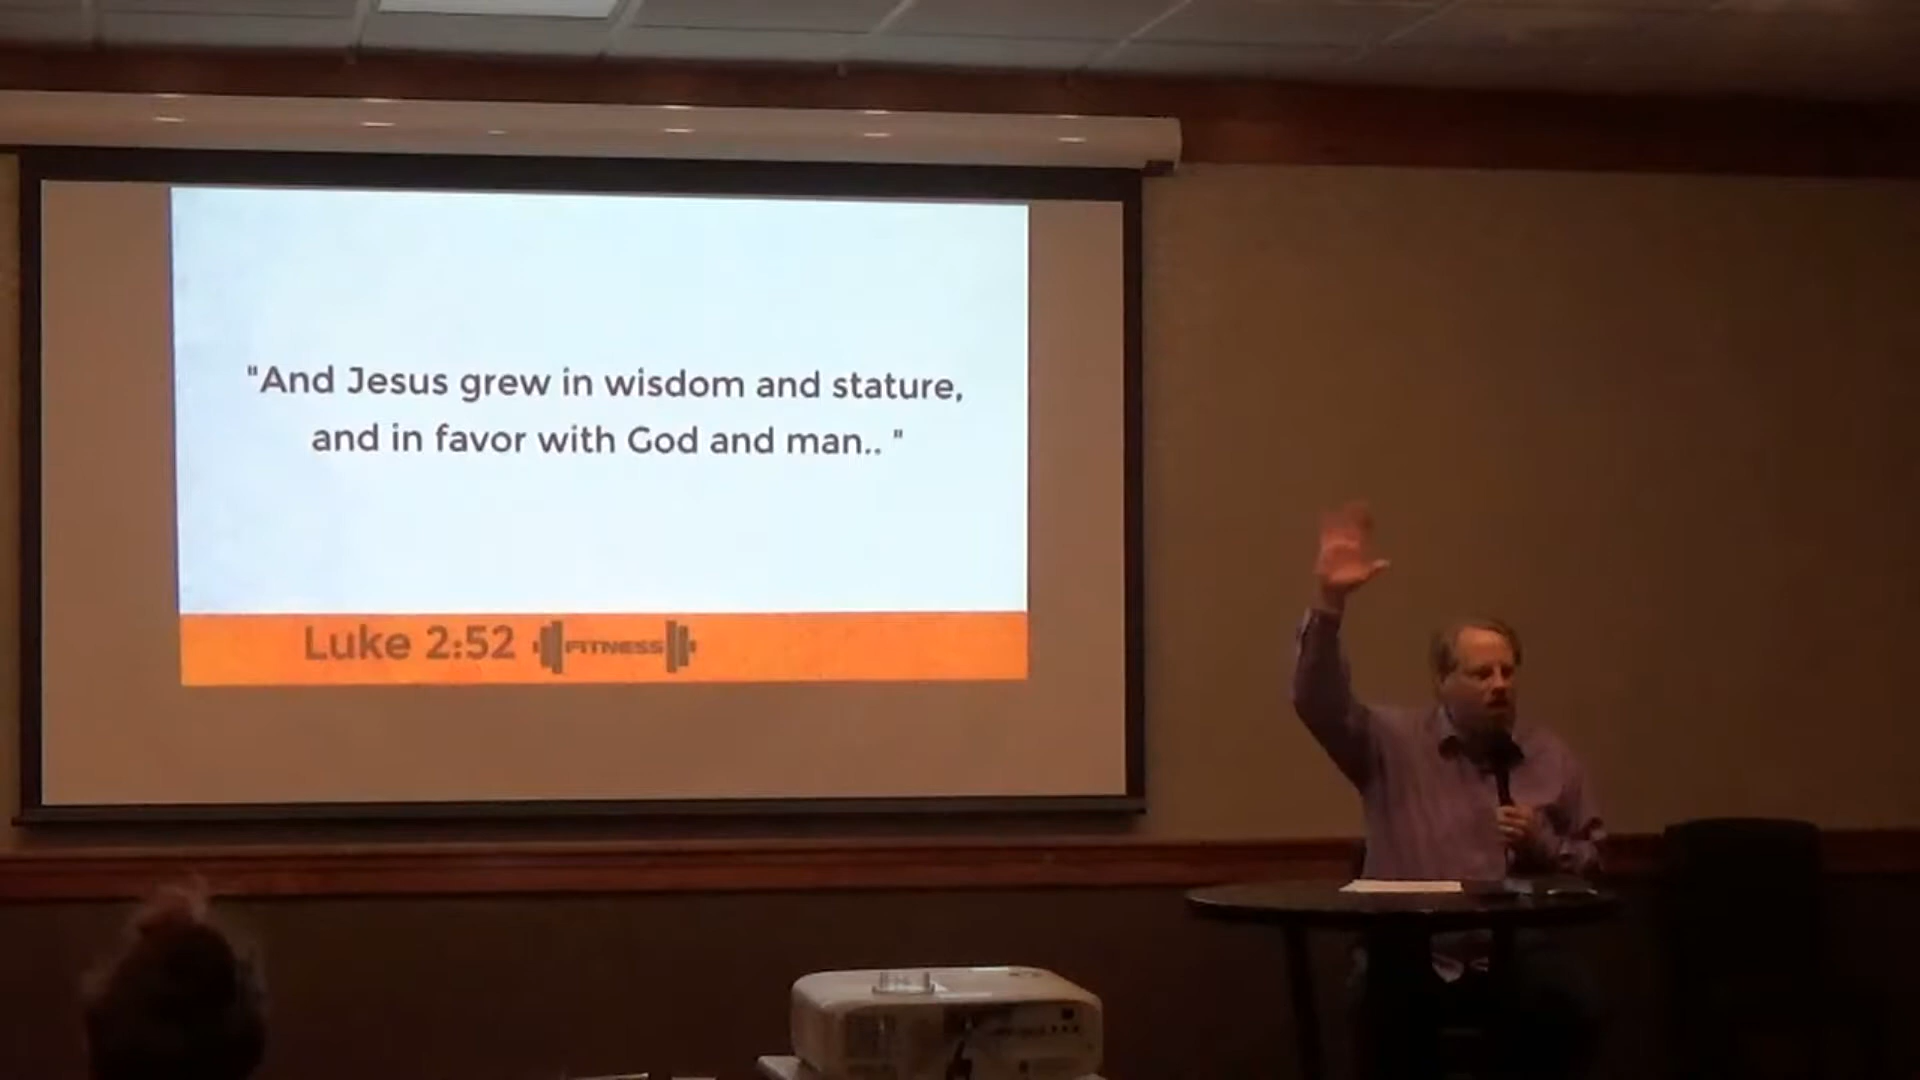 "And Jesus grew in wisdom and stature,
and in favor with God and man.. "
Luke 2:52 FITNESS